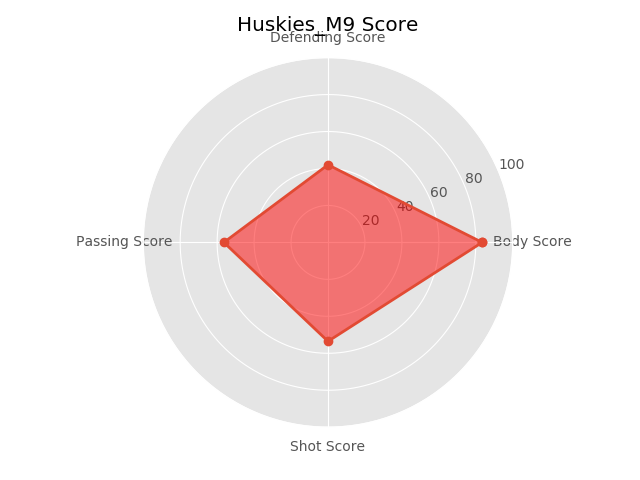 Huskies_M9 Score
Defending Score
100
80
60
40
20
Passing Score
Body Score
Shot Score